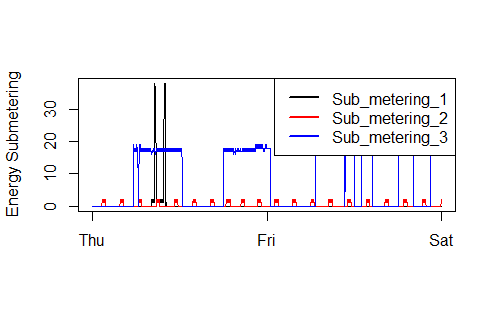 Energy Submetering
30
20
10
0
Sub_metering_1
Sub_metering_2
Sub_metering_3
Thu
Fri
Sat